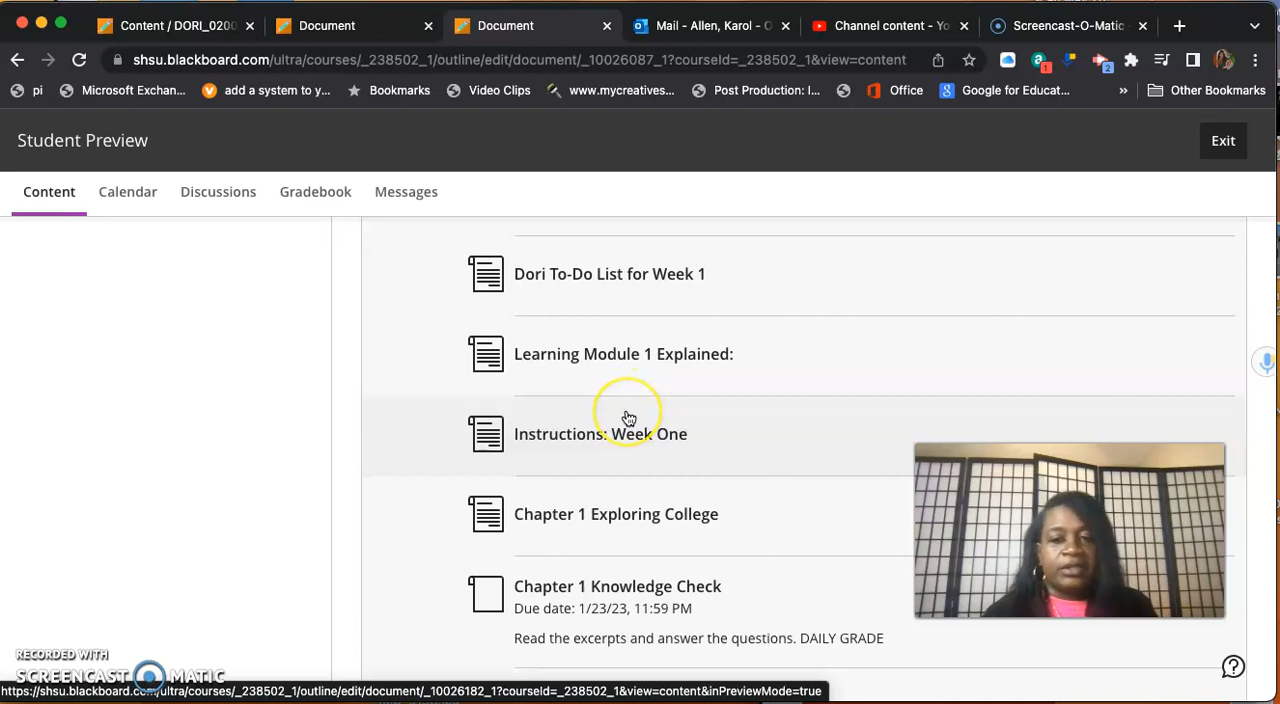 Content / DORI_0200
Document
Document
Mail - Allen, Karol - O
Channel content - Yo
Screencast-O-Matic -
shsu.blackboard.com/ultra/courses/_238502_1/outline/edit/document/_10026087_1?courseId=_238502_1&view=content
1
2
pi
Microsoft Exchan...
add a system to y...
Bookmarks
Video Clips
www.mycreatives...
Post Production: I...
Office
Google for Educat...
»
Other Bookmarks
Student Preview
Exit
Content
Calendar
Discussions
Gradebook
Messages
Dori To-Do List for Week 1
Learning Module 1 Explained:
Instructions: Week One
Chapter 1 Exploring College
Chapter 1 Knowledge Check
Due date: 1/23/23, 11:59 PM
Read the excerpts and answer the questions. DAILY GRADE
RECORDED WITH
SCREENCAST MATIC
https://shsu.blackboard.com/ultra/courses/_238502_1/outline/edit/document/_10026182_1?courseId=_238502_1&view=content&inPreviewMode=true